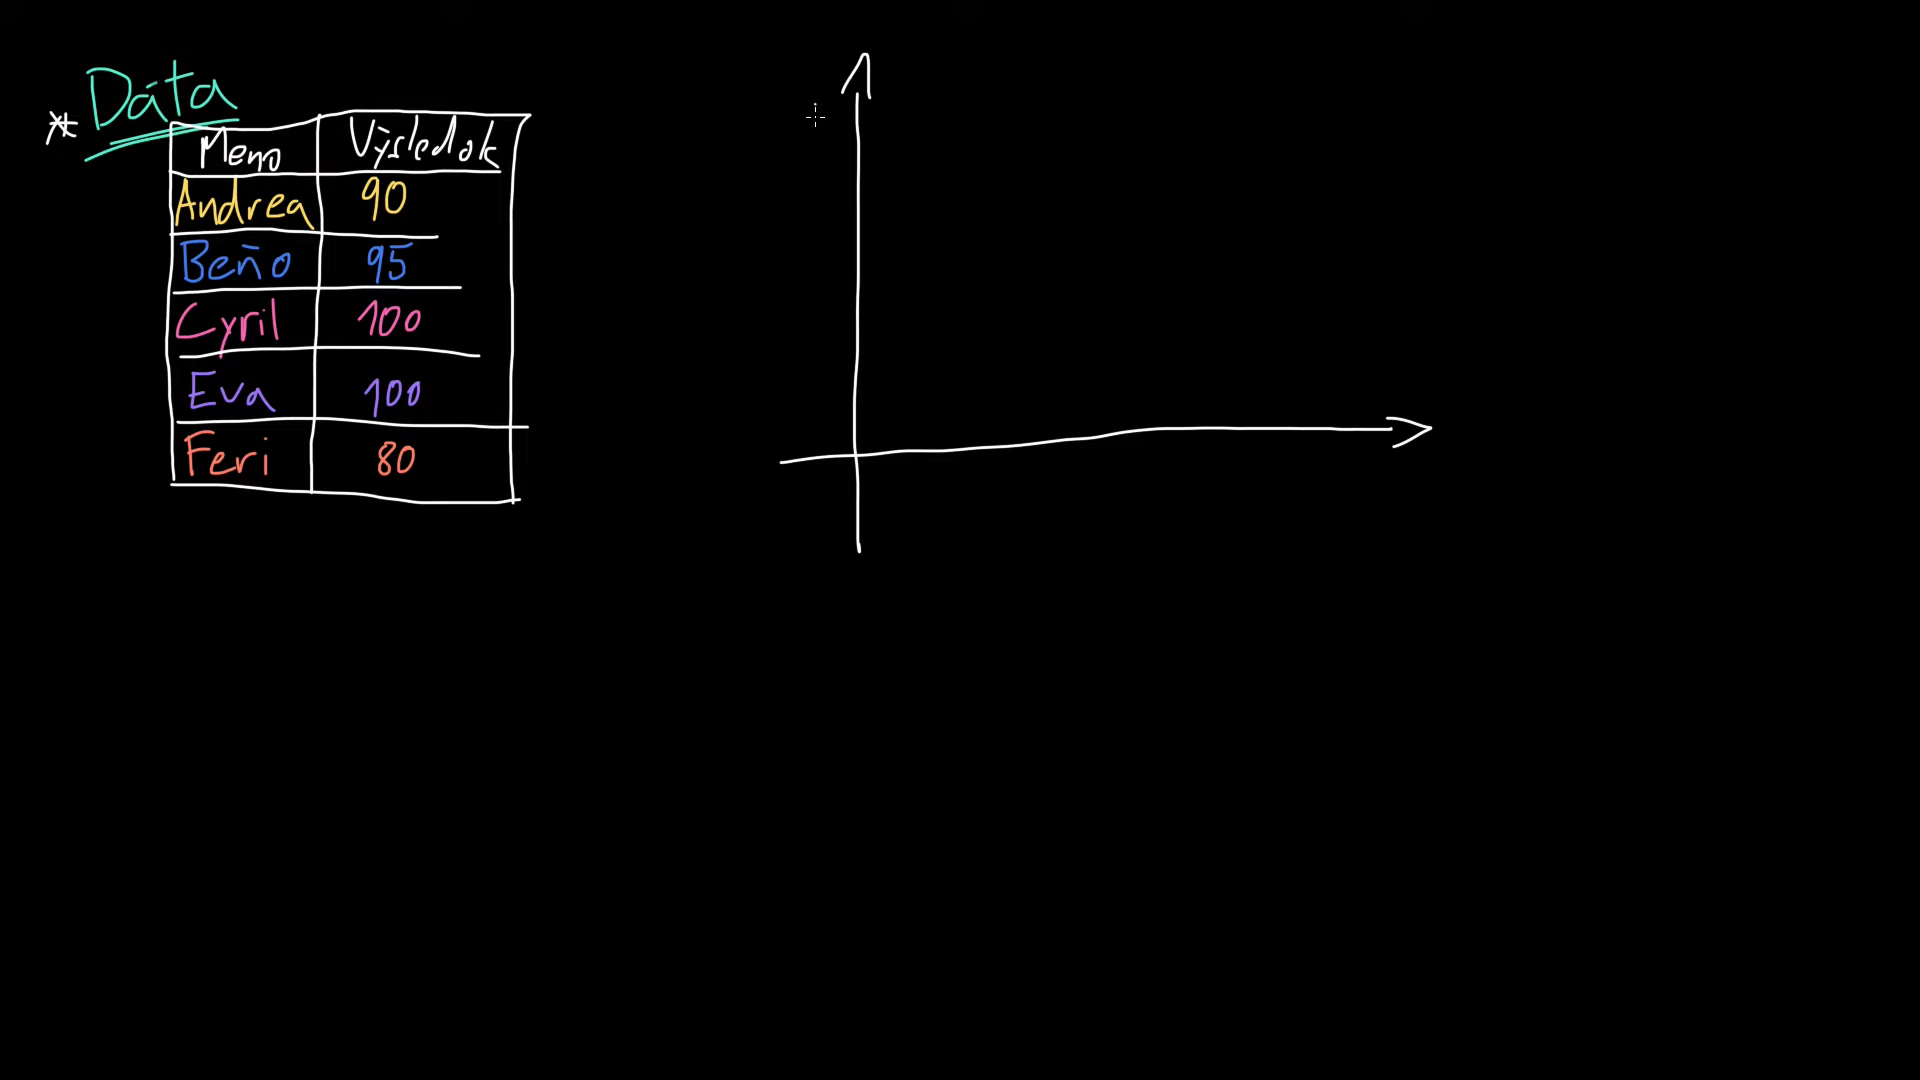 * Dáta
Meno Výsledok
Andrea 90
Beňo 95
Cyril 100
Eva 100
Feri 80